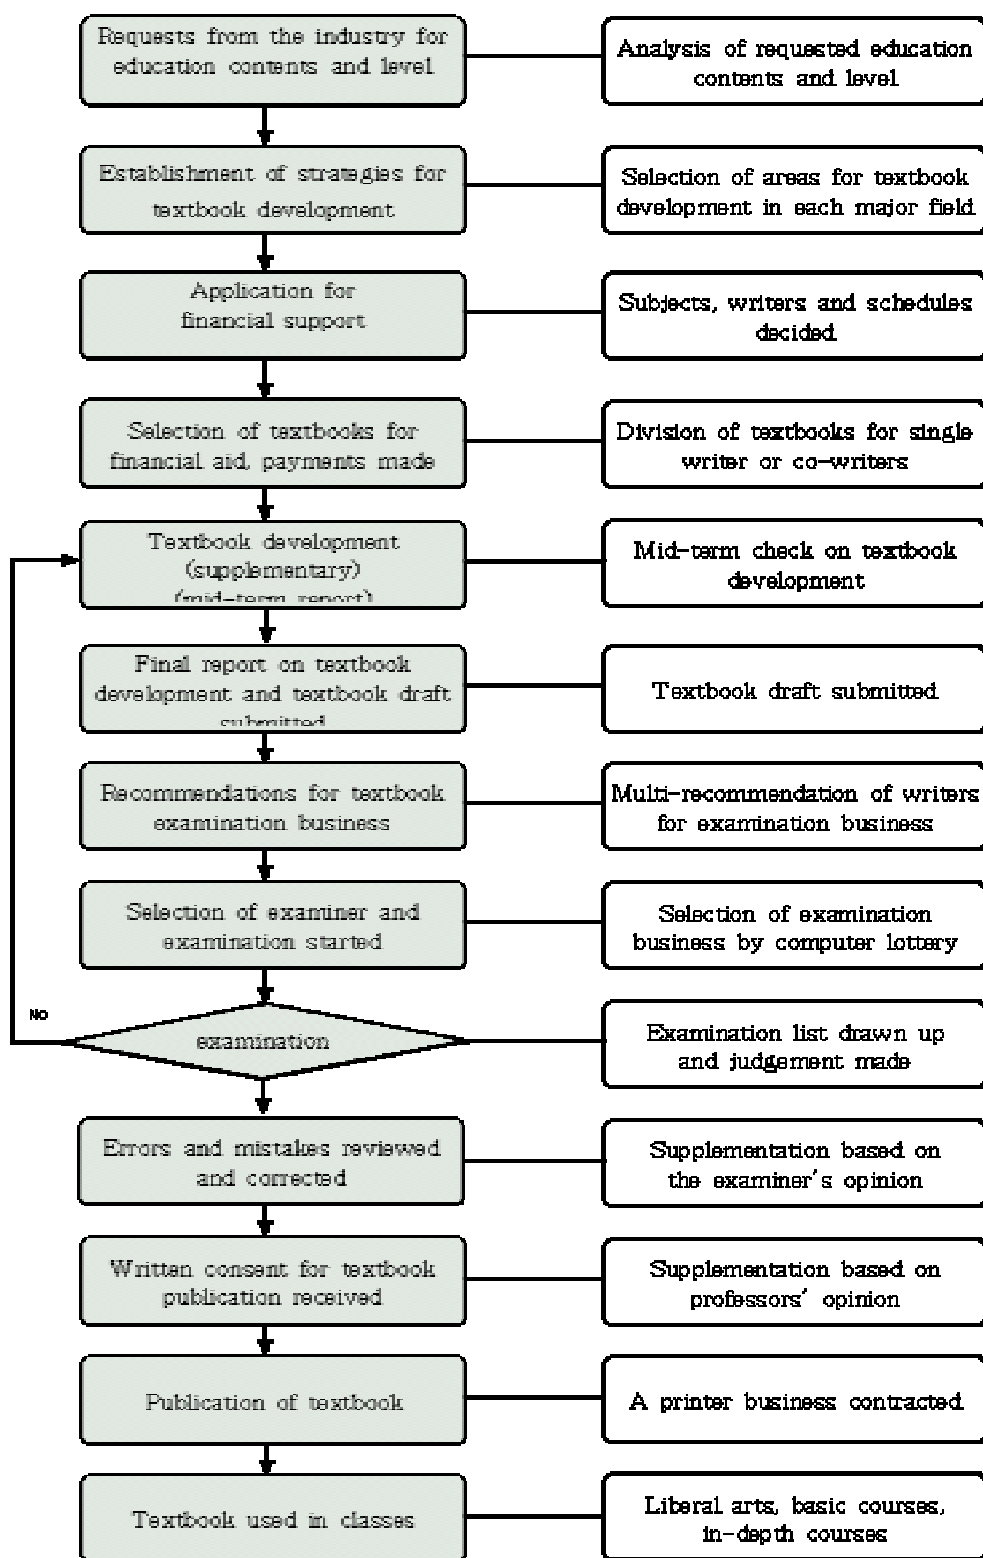 Requests from the industry for
education contents and level
Analysis of requested education
contents and level
Establishment of strategies for
textbook development
Selection of areas for textbook
development in each major field
Application for
financial support
Subjects, writers and schedules
decided
Selection of textbooks for
financial aid, payments made
Division of textbooks for single
writer or co-writers
Textbook development
(supplementary)
(mid-term report)
Mid-term check on textbook
development
Final report on textbook
development and textbook draft
submitted
Textbook draft submitted
Recommendations for textbook
examination business
Multi-recommendation of writers
for examination business
Selection of examiner and
examination started
Selection of examination
business by computer lottery
No
examination
Examination list drawn up
and judgement made
Errors and mistakes reviewed
and corrected
Supplementation based on
the examiner's opinion
Written consent for textbook
publication received
Supplementation based on
professors' opinion
Publication of textbook
A printer business contracted
Textbook used in classes
Liberal arts, basic courses,
in-depth courses